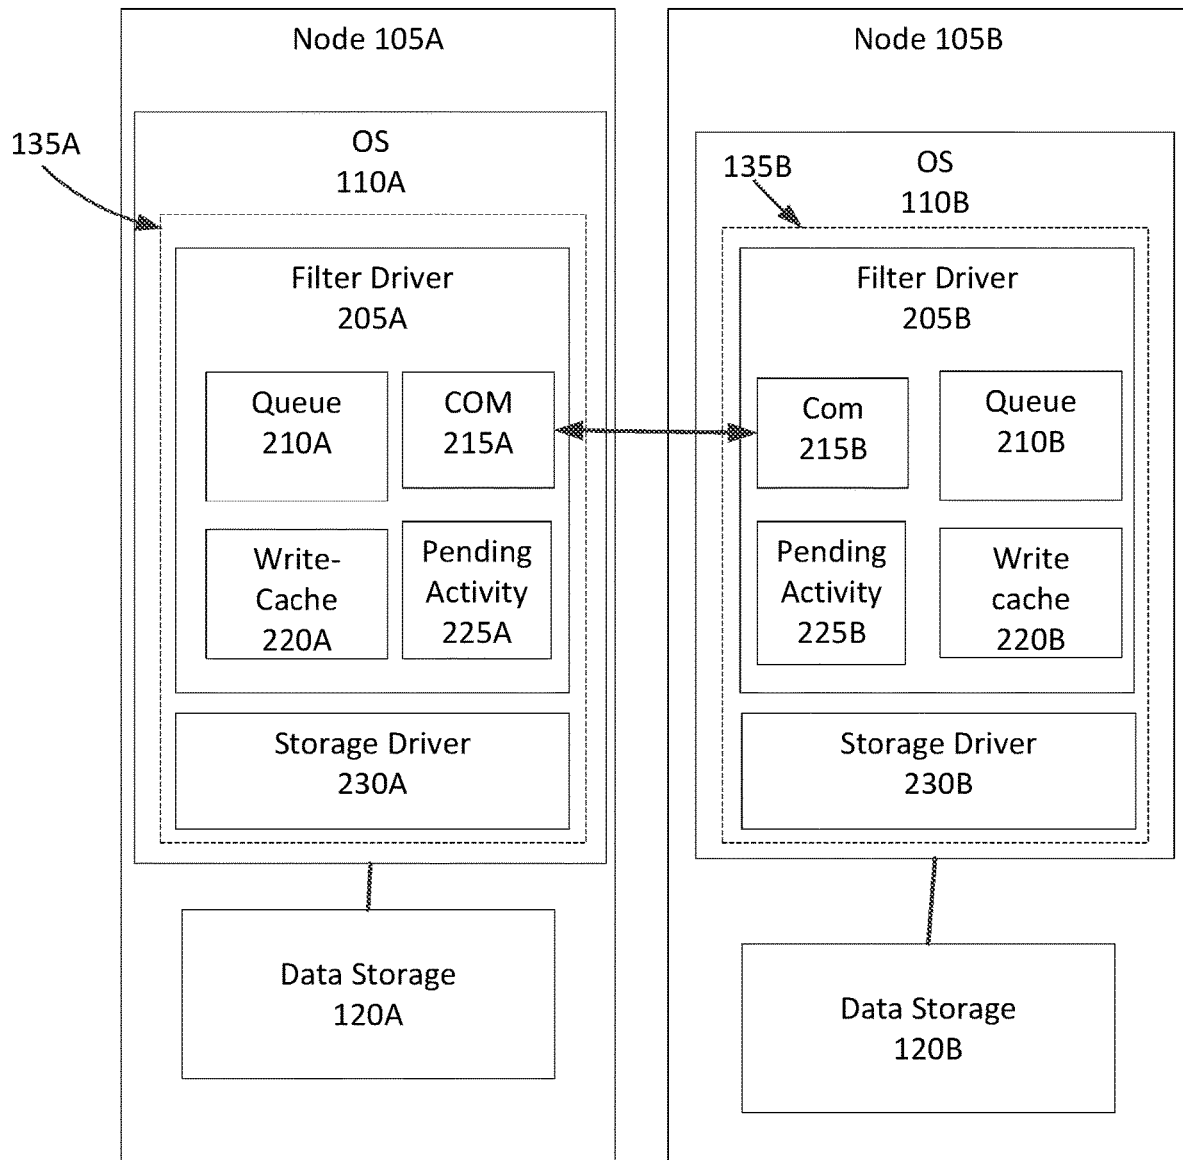 Node 105A
135A
OS
110A
Filter Driver
205A
Queue
210A
COM
215A
Write-
Cache
220A
Pending
Activity
225A
Storage Driver
230A
Data Storage
120A
Node 105B
135B
OS
110B
Filter Driver
205B
Com
215B
Queue
210B
Pending
Activity
225B
Write
cache
220B
Storage Driver
230B
Data Storage
120B